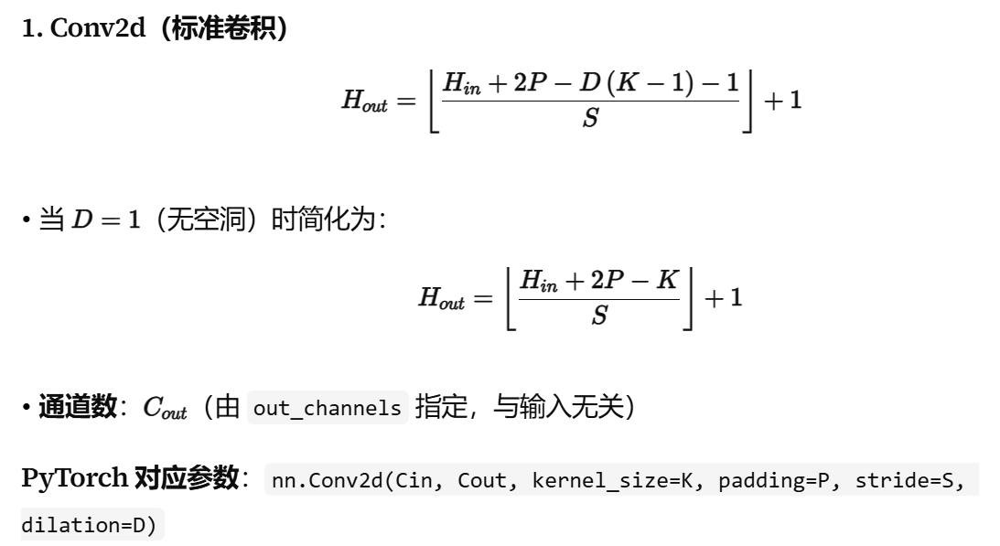 1. Conv2d（标准卷积）
H_{out} = \left\lfloor \frac{H_{in} + 2P - D(K - 1) - 1}{S} \right\rfloor + 1
• 当 D = 1（无空洞）时简化为：
H_{out} = \left\lfloor \frac{H_{in} + 2P - K}{S} \right\rfloor + 1
• 通道数：C_{out}（由 out_channels 指定，与输入无关）
PyTorch 对应参数：nn.Conv2d(Cin, Cout, kernel_size=K, padding=P, stride=S,
dilation=D)